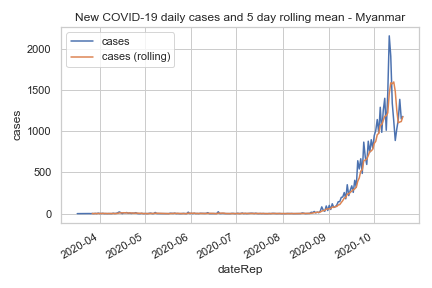 New COVID-19 daily cases and 5 day rolling mean - Myanmar
cases
cases (rolling)
2000
1500
1000
500
0
cases
2020-04
2020-05
2020-06
2020-07
2020-08
2020-09
2020-10
dateRep